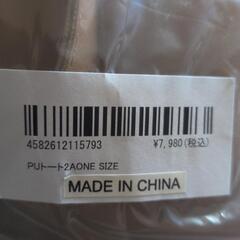 4582612115793 ¥7,980(税込)
PUトート2AONE SIZE
MADE IN CHINA